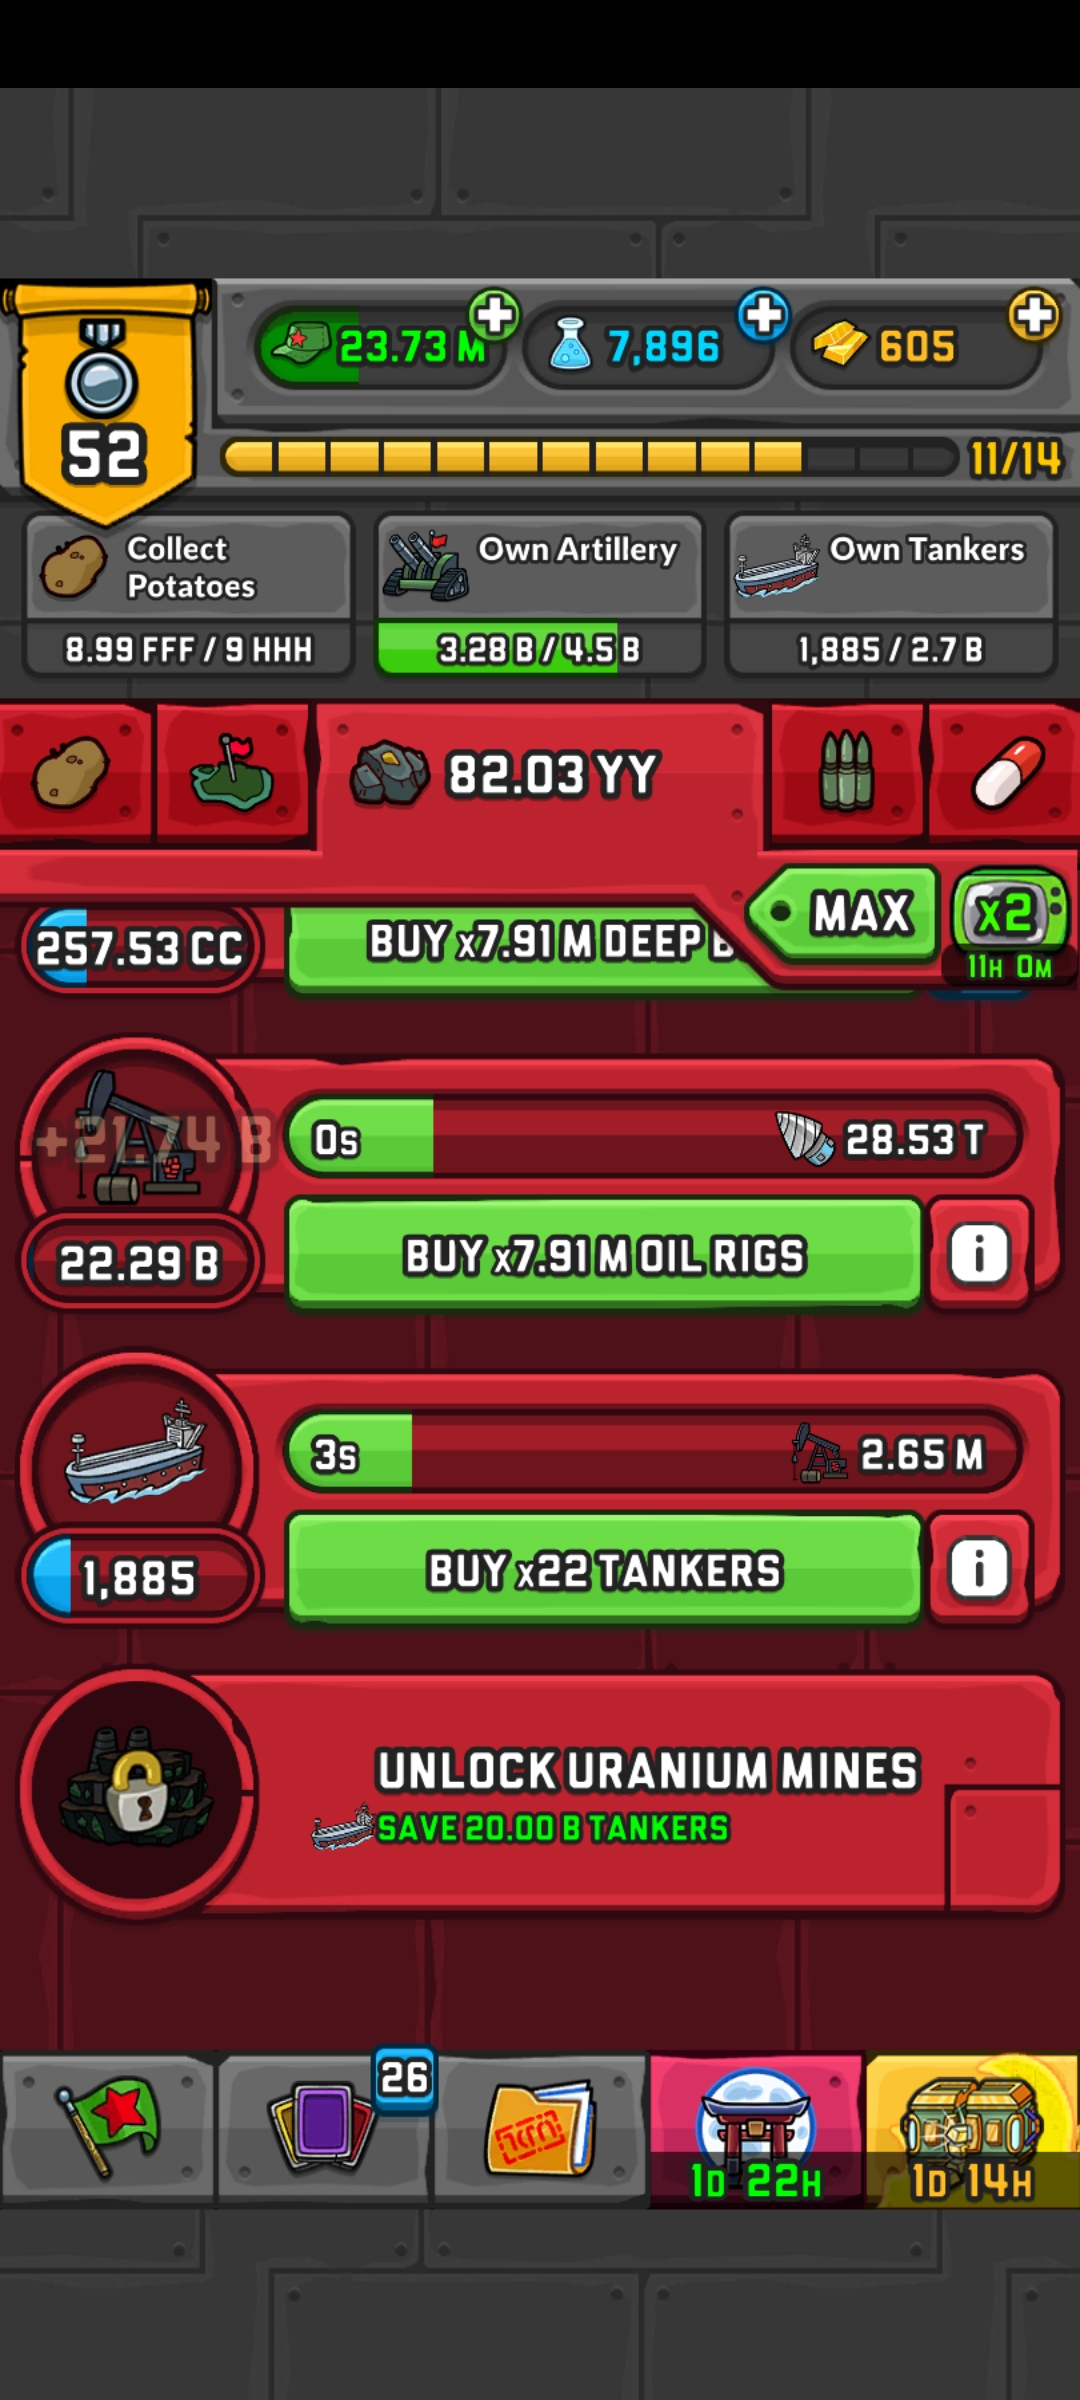 23.73 M
7,896
605
52
11/14
Collect
Potatoes
Own Artillery
Own Tankers
8.99 FFF / 9 HHH
3.28 B / 4.5 B
1,885 / 2.7 B
82.03 YY
MAX
x2
11H 0M
257.53 CC
BUY x7.91 M DEEP B
+21.74 B
0s
28.53 T
22.29 B
BUY x7.91 M OIL RIGS
i
3s
2.65 M
1,885
BUY x22 TANKERS
i
UNLOCK URANIUM MINES
SAVE 20.00 B TANKERS
26
1D 22H
1D 14H